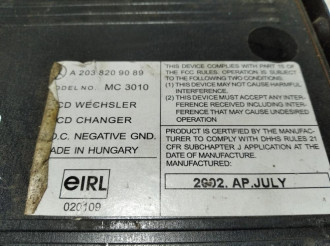 A 203 820 90 89
MODEL NO. MC 3010
CD WECHSLER
CD CHANGER
D.C. NEGATIVE GND.
MADE IN HUNGARY
eIRL
020109
THIS DEVICE COMPLIES WITH PART 15 OF
THE FCC RULES. OPERATION IS SUBJECT
TO THE FOLLOWING TWO CONDITIONS.
(1) THIS DEVICE MAY NOT CAUSE HARMFUL
INTERFERENCE.
(2) THIS DEVICE MUST ACCEPT ANY INTER-
FERENCE RECEIVED INCLUDING INTER-
FERENCE THAT MAY CAUSE UNDESIRED
OPERATION.
PRODUCT IS CERTIFIED BY THE MANUFAC-
TURER TO COMPLY WITH DHHS RULES 21
CFR SUBCHAPTER J APPLICATION AT THE
DATE OF MANUFACTURE.
MANUFACTURED
2002. AP.JULY